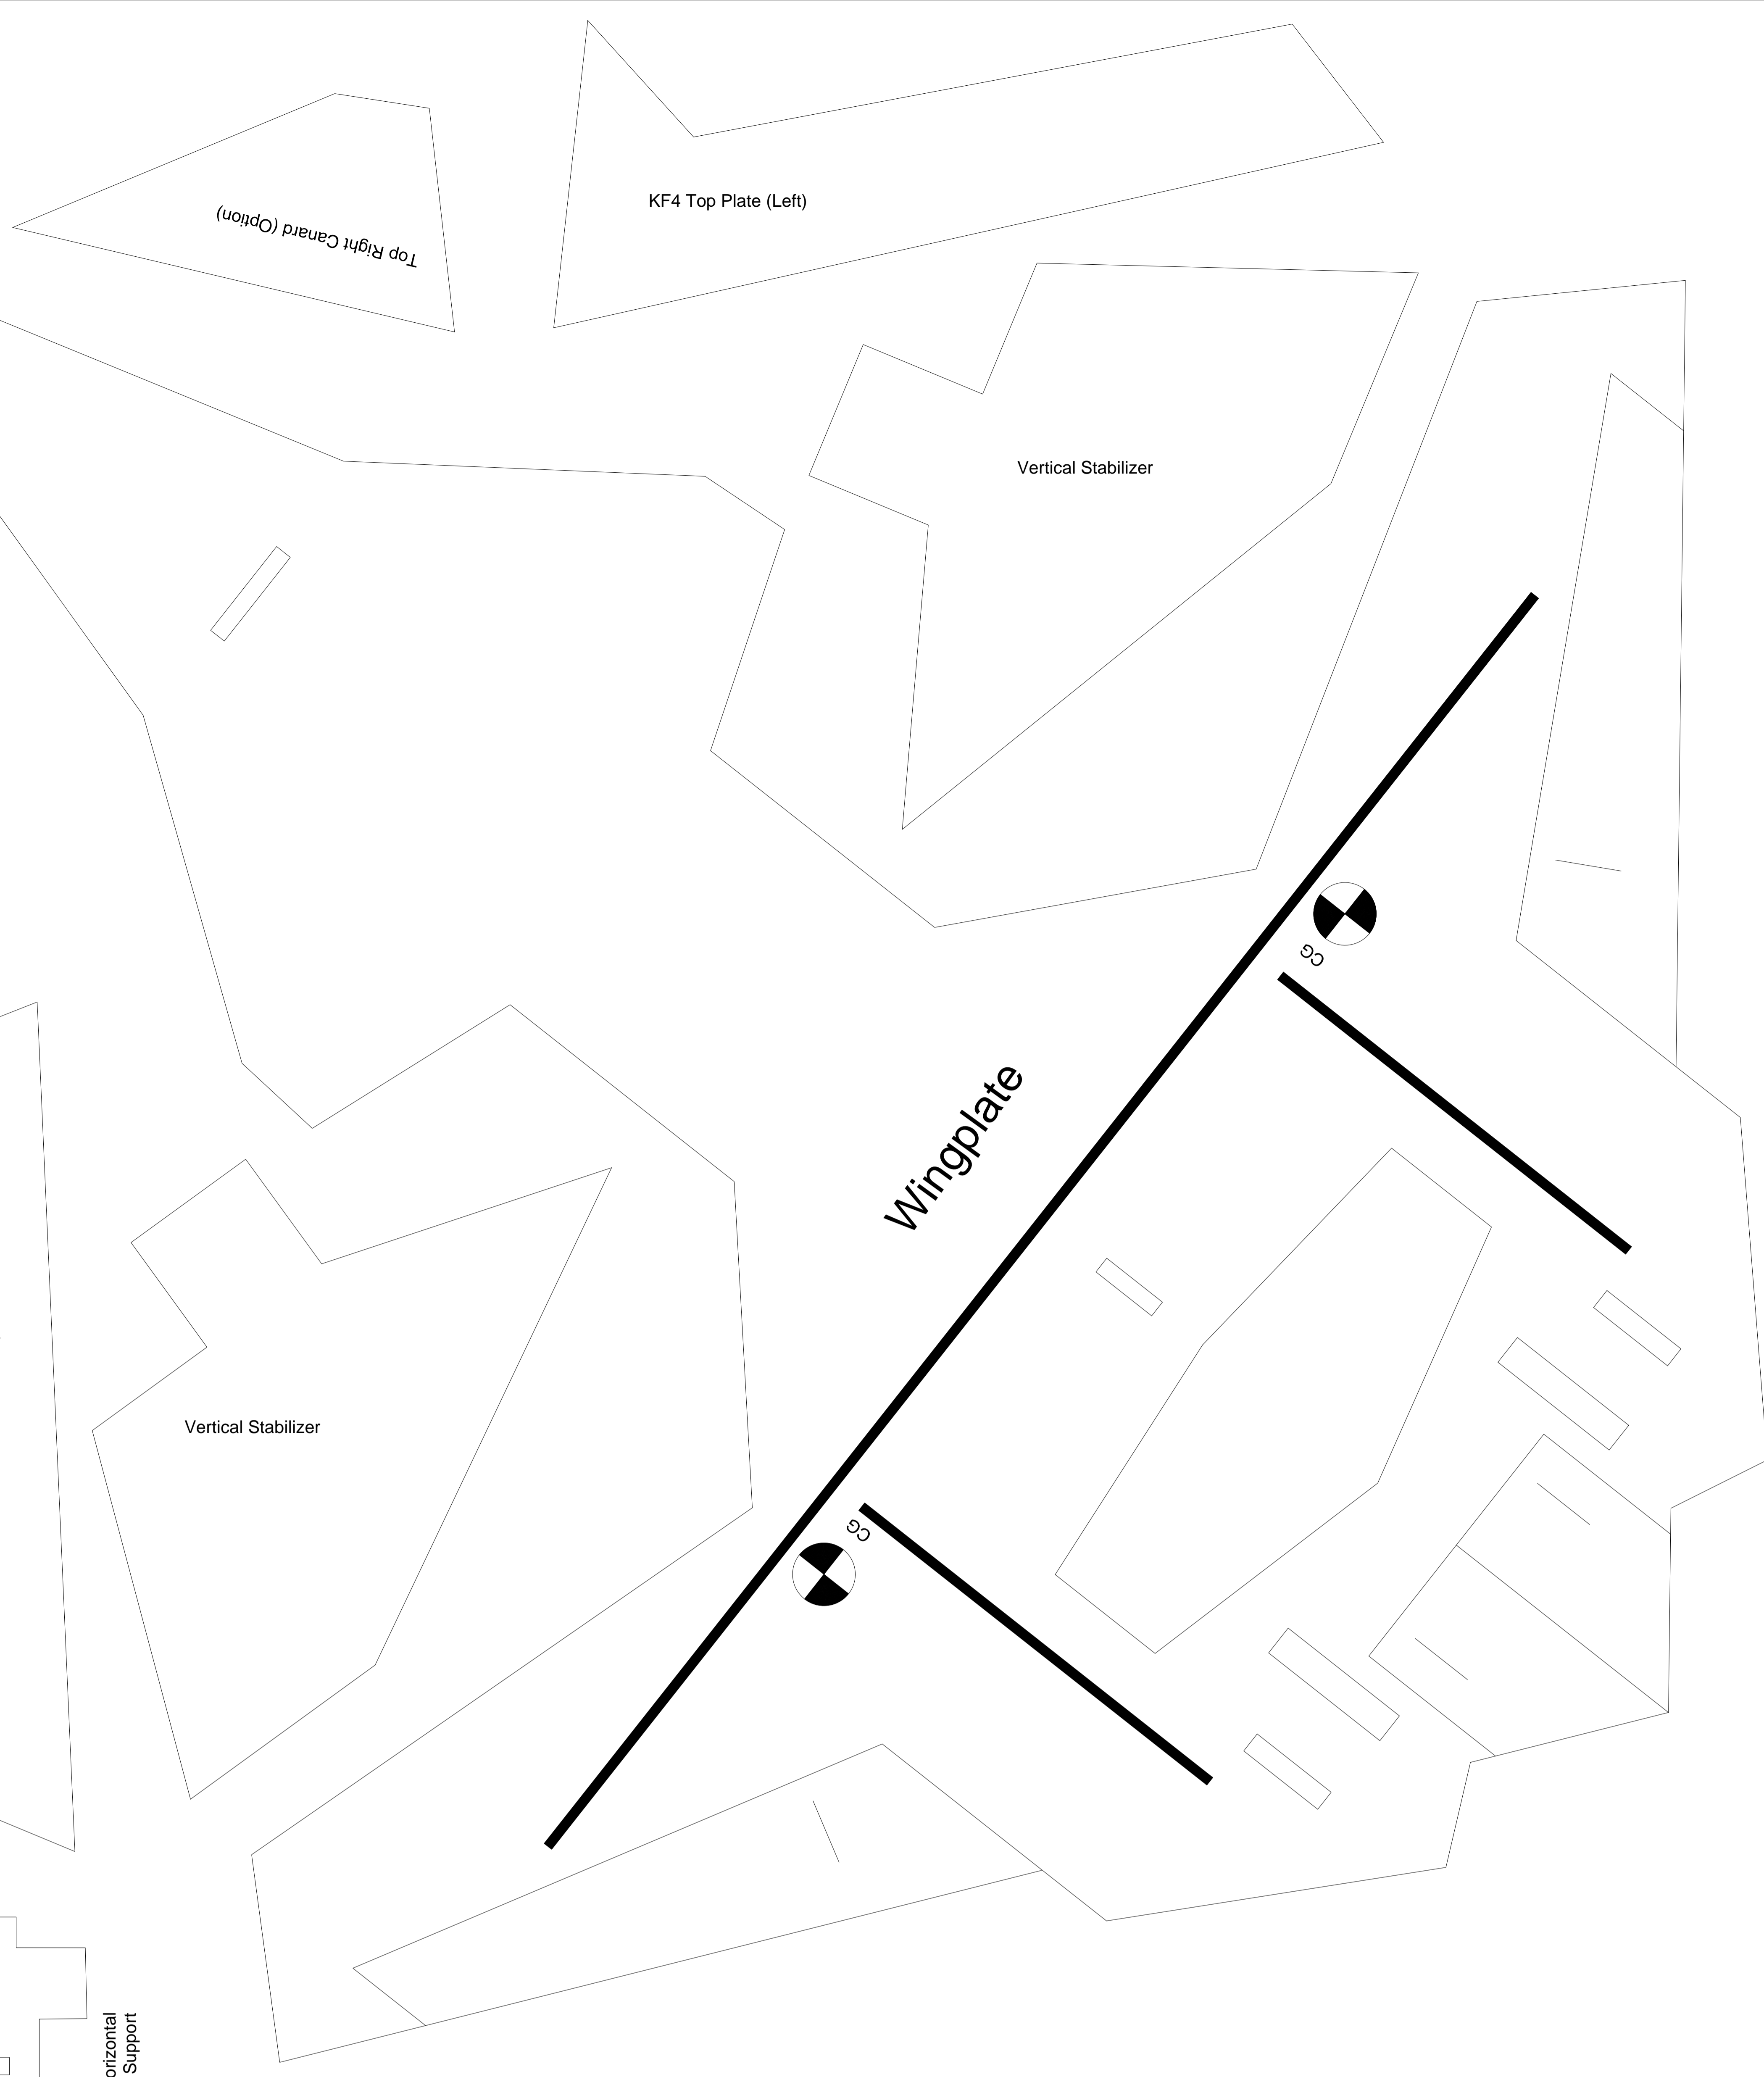 KF4 Top Plate (Left)
Top Right Canard (Option)
Vertical Stabilizer
CG
Wingplate
Vertical Stabilizer
CG
orizontal
Support